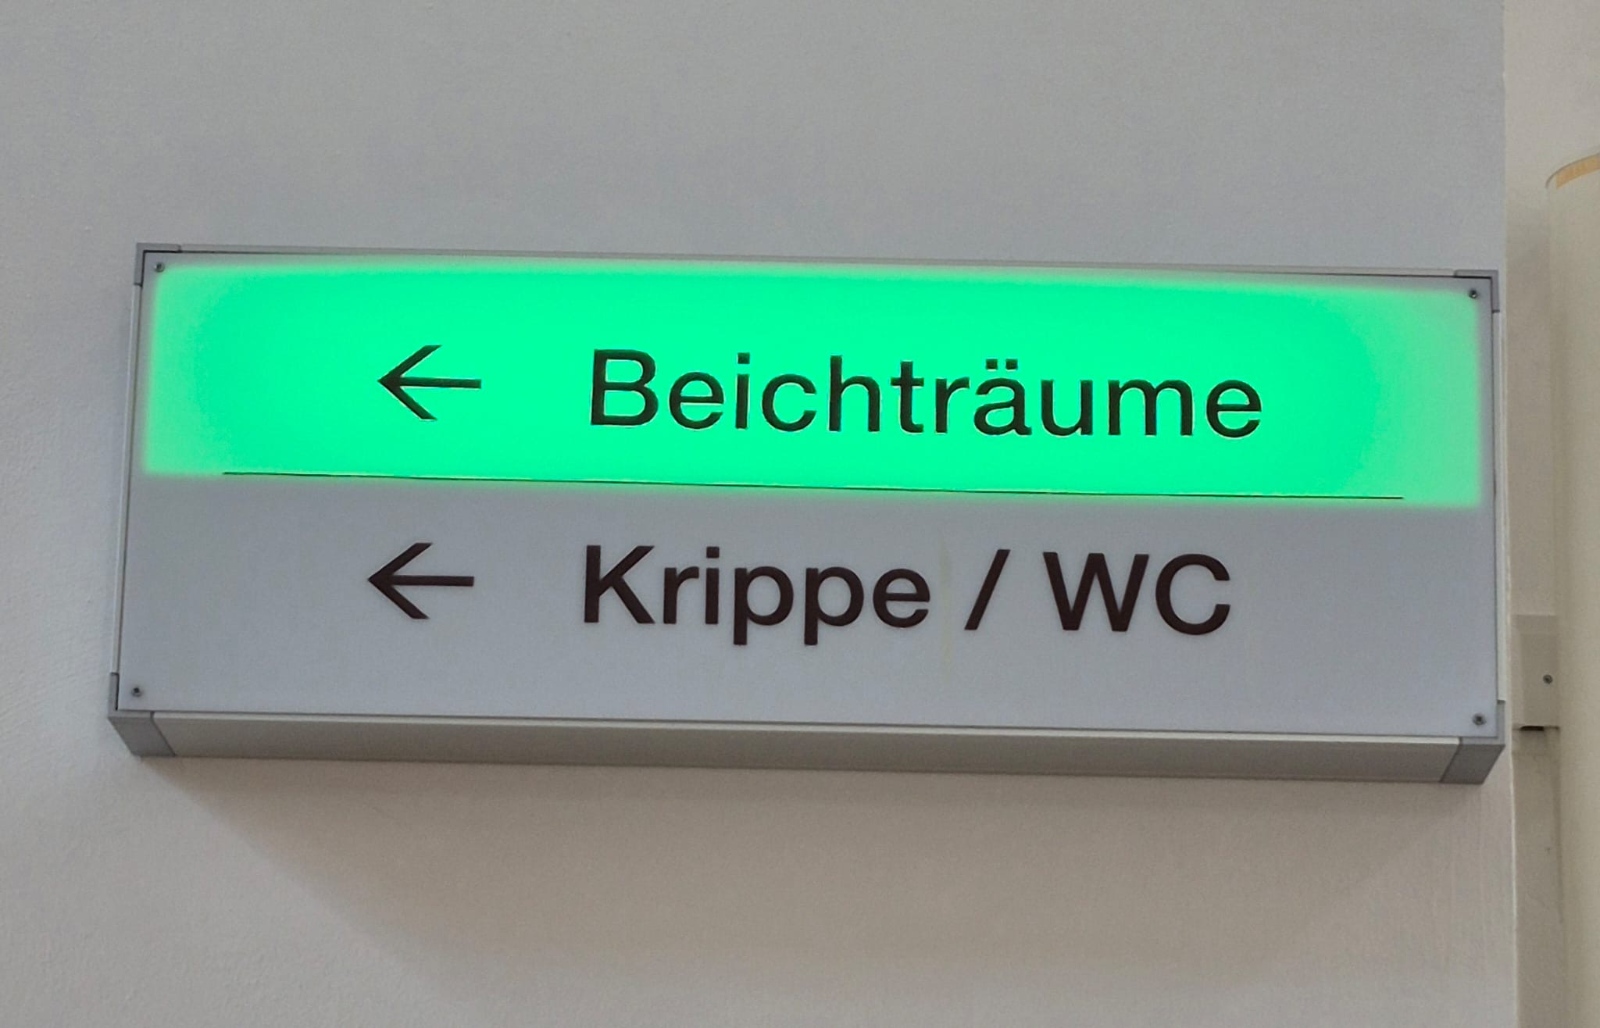 ← Beichträume
← Krippe / WC